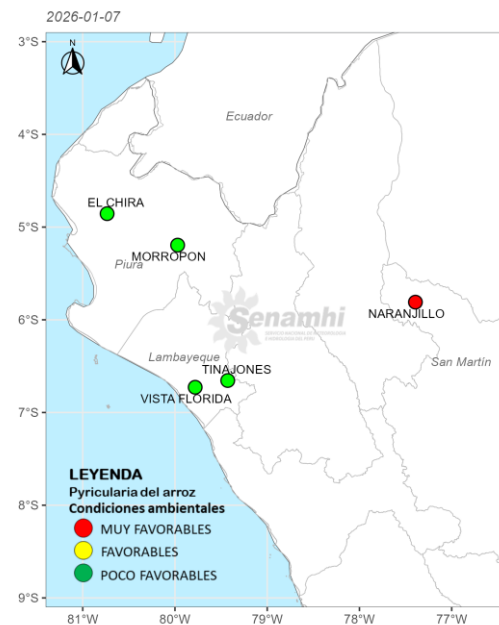 2026-01-07
N
3°S
4°S
5°S
6°S
7°S
8°S
9°S
Ecuador
EL CHIRA
MORROPON
Piura
NARANJILLO
Senamhi
San Martín
Lambayeque
TINAJONES
VISTA FLORIDA
LEYENDA
Pyricularia del arroz
Condiciones ambientales
MUY FAVORABLES
FAVORABLES
POCO FAVORABLES
81°W
80°W
79°W
78°W
77°W